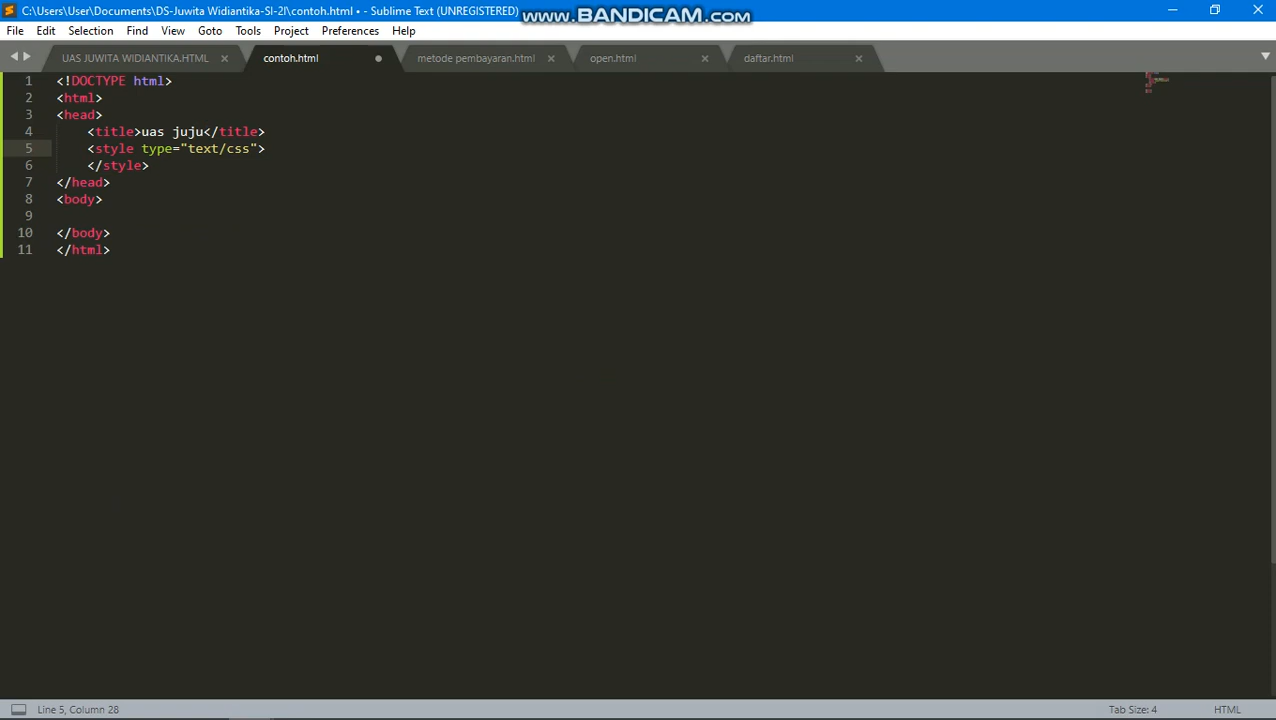 C:\Users\User\Documents\DS-Juwita Widiantika-SI-2I\contoh.html • - Sublime Text (UNREGISTERED)
www.BANDICAM.com
File Edit Selection Find View Goto Tools Project Preferences Help
UAS JUWITA WIDIANTIKA.HTML contoh.html metode pembayaran.html open.html daftar.html
1 <!DOCTYPE html>
2 <html>
3 <head>
4 <title>uas juju</title>
5 <style type="text/css">
6 </style>
7 </head>
8 <body>
9
10 </body>
11 </html>
Line 5, Column 28 Tab Size: 4 HTML